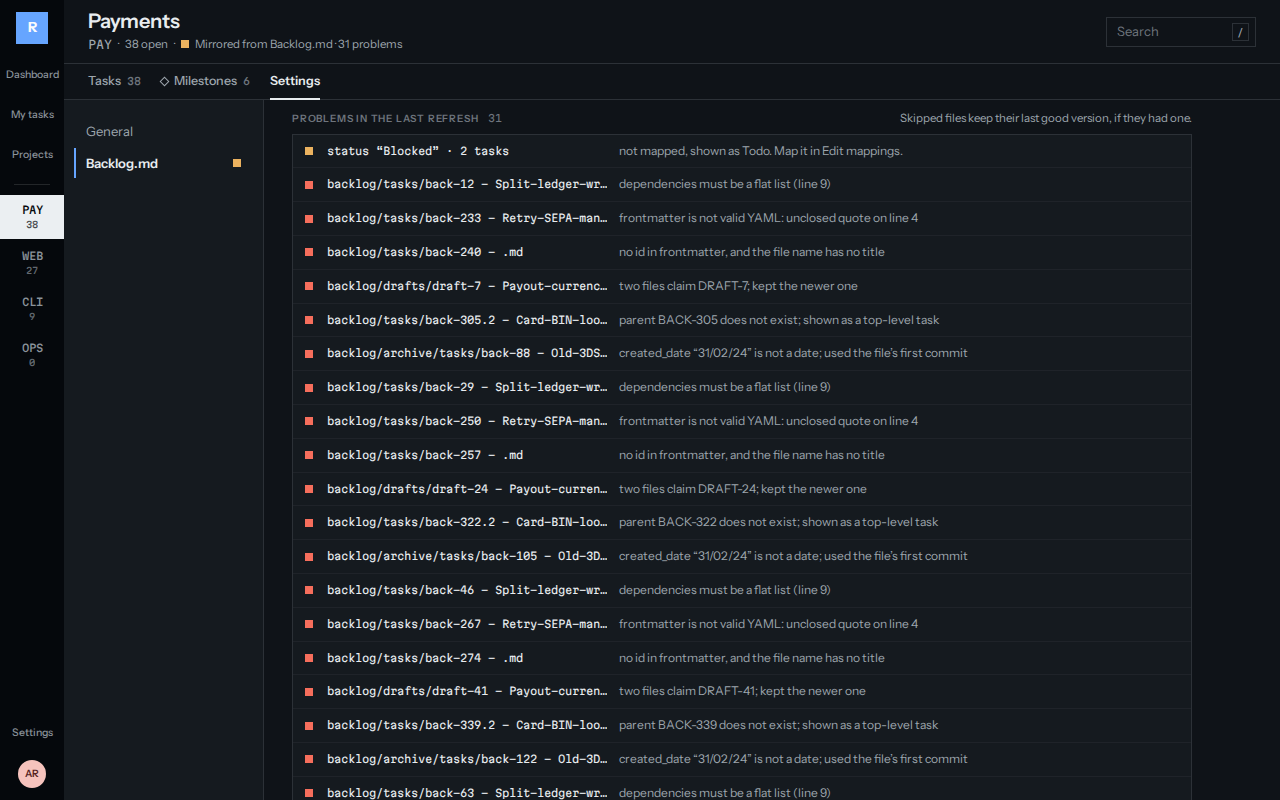 R
Payments
PAY · 38 open · Mirrored from Backlog.md · 31 problems
Search /
Dashboard
My tasks
Projects
PAY
38
WEB
27
CLI
9
OPS
0
Settings
AR
Tasks 38 ◇ Milestones 6 Settings
General
Backlog.md
PROBLEMS IN THE LAST REFRESH 31 Skipped files keep their last good version, if they had one.
status “Blocked” · 2 tasks not mapped, shown as Todo. Map it in Edit mappings.
backlog/tasks/back-12 - Split-ledger-wr… dependencies must be a flat list (line 9)
backlog/tasks/back-233 - Retry-SEPA-man… frontmatter is not valid YAML: unclosed quote on line 4
backlog/tasks/back-240 - .md no id in frontmatter, and the file name has no title
backlog/drafts/draft-7 - Payout-currenc… two files claim DRAFT-7; kept the newer one
backlog/tasks/back-305.2 - Card-BIN-loo… parent BACK-305 does not exist; shown as a top-level task
backlog/archive/tasks/back-88 - Old-3DS… created_date “31/02/24” is not a date; used the file’s first commit
backlog/tasks/back-29 - Split-ledger-wr… dependencies must be a flat list (line 9)
backlog/tasks/back-250 - Retry-SEPA-man… frontmatter is not valid YAML: unclosed quote on line 4
backlog/tasks/back-257 - .md no id in frontmatter, and the file name has no title
backlog/drafts/draft-24 - Payout-curren… two files claim DRAFT-24; kept the newer one
backlog/tasks/back-322.2 - Card-BIN-loo… parent BACK-322 does not exist; shown as a top-level task
backlog/archive/tasks/back-105 - Old-3D… created_date “31/02/24” is not a date; used the file’s first commit
backlog/tasks/back-46 - Split-ledger-wr… dependencies must be a flat list (line 9)
backlog/tasks/back-267 - Retry-SEPA-man… frontmatter is not valid YAML: unclosed quote on line 4
backlog/tasks/back-274 - .md no id in frontmatter, and the file name has no title
backlog/drafts/draft-41 - Payout-curren… two files claim DRAFT-41; kept the newer one
backlog/tasks/back-339.2 - Card-BIN-loo… parent BACK-339 does not exist; shown as a top-level task
backlog/archive/tasks/back-122 - Old-3D… created_date “31/02/24” is not a date; used the file’s first commit
backlog/tasks/back-63 - Split-ledger-wr… dependencies must be a flat list (line 9)